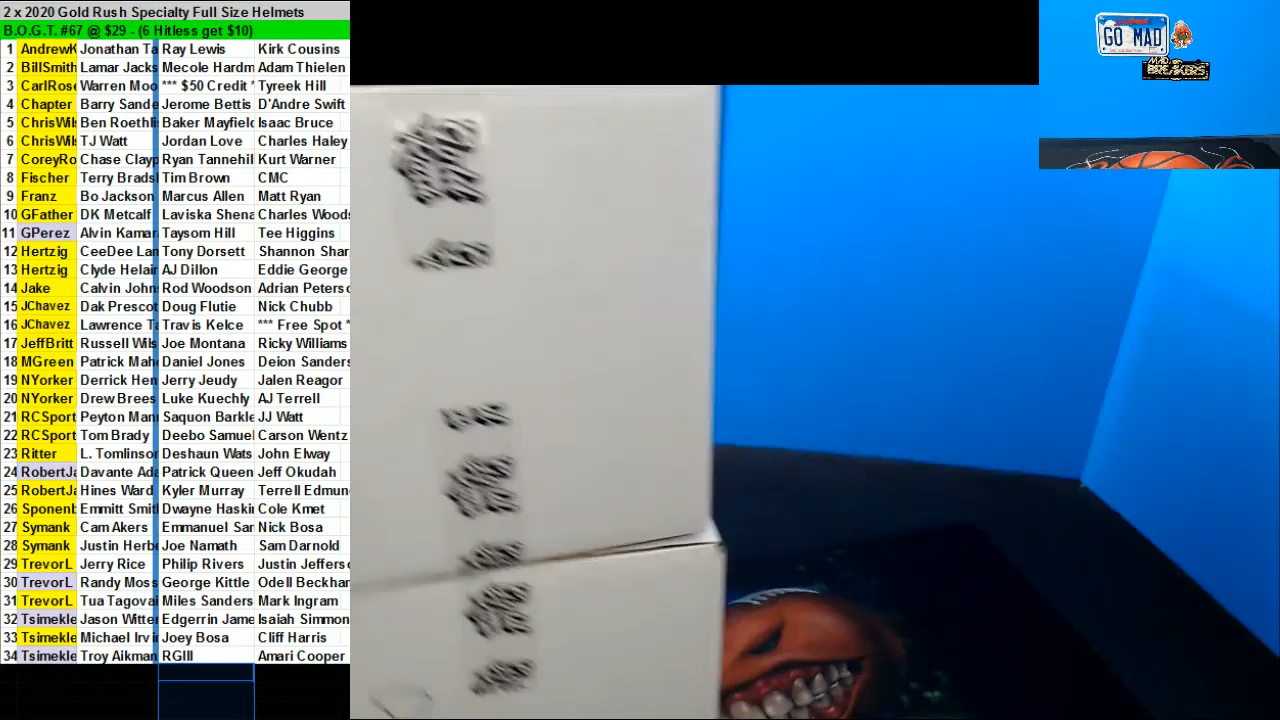 2 x 2020 Gold Rush Specialty Full Size Helmets
B.O.G.T. #67 @ $29 - (6 Hitless get $10)
1 AndrewK Jonathan Ta Ray Lewis Kirk Cousins
2 BillSmith Lamar Jacks Mecole Hardm Adam Thielen
3 CarlRose Warren Moo *** $50 Credit * Tyreek Hill
4 Chapter Barry Sande Jerome Bettis D'Andre Swift
5 ChrisWil Ben Roethli Baker Mayfield Isaac Bruce
6 ChrisWil TJ Watt Jordan Love Charles Haley
7 CoreyRo Chase Clayp Ryan Tannehil Kurt Warner
8 Fischer Terry Brads Tim Brown CMC
9 Franz Bo Jackson Marcus Allen Matt Ryan
10 GFather DK Metcalf Laviska Shena Charles Woods
11 GPerez Alvin Kamar Taysom Hill Tee Higgins
12 Hertzig CeeDee Lam Tony Dorsett Shannon Shar
13 Hertzig Clyde Helair AJ Dillon Eddie George
14 Jake Calvin Johns Rod Woodson Adrian Peters
15 JChavez Dak Prescot Doug Flutie Nick Chubb
16 JChavez Lawrence Ta Travis Kelce *** Free Spot *
17 JeffBritt Russell Wils Joe Montana Ricky Williams
18 MGreen Patrick Mah Daniel Jones Deion Sanders
19 NYorker Derrick Hen Jerry Jeudy Jalen Reagor
20 NYorker Drew Brees Luke Kuechly AJ Terrell
21 RCSport Peyton Man Saquon Barkle JJ Watt
22 RCSport Tom Brady Deebo Samuel Carson Wentz
23 Ritter L. Tomlinson Deshaun Wats John Elway
24 RobertJa Davante Ada Patrick Queen Jeff Okudah
25 RobertJa Hines Ward Kyler Murray Terrell Edmun
26 Sponenb Emmitt Smit Dwayne Haskin Cole Kmet
27 Symank Cam Akers Emmanuel San Nick Bosa
28 Symank Justin Herbe Joe Namath Sam Darnold
29 TrevorL Jerry Rice Philip Rivers Justin Jefferso
30 TrevorL Randy Moss George Kittle Odell Beckhan
31 TrevorL Tua Tagovai Miles Sanders Mark Ingram
32 Tsimekle Jason Witten Edgerrin Jame Isaiah Simmon
33 Tsimekle Michael Irvin Joey Bosa Cliff Harris
34 Tsimekle Troy Aikman RGIII Amari Cooper
GO MAD
MAD
BREAKERS